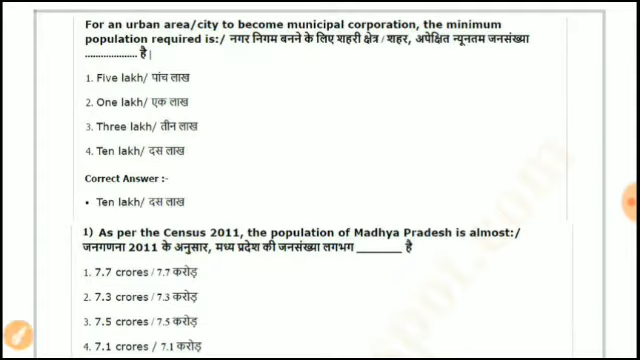 For an urban area/city to become municipal corporation, the minimum
population required is:/ नगर निगम बनने के लिए शहरी क्षेत्र / शहर, अपेक्षित न्यूनतम जनसंख्या
.................... है |
1. Five lakh/ पांच लाख
2. One lakh/ एक लाख
3. Three lakh/ तीन लाख
4. Ten lakh/ दस लाख
Correct Answer :-
• Ten lakh/ दस लाख
1) As per the Census 2011, the population of Madhya Pradesh is almost:/
जनगणना 2011 के अनुसार, मध्य प्रदेश की जनसंख्या लगभग _______ है
1. 7.7 crores / 7.7 करोड़
2. 7.3 crores / 7.3 करोड़
3. 7.5 crores / 7.5 करोड़
4. 7.1 crores / 7.1 करोड़